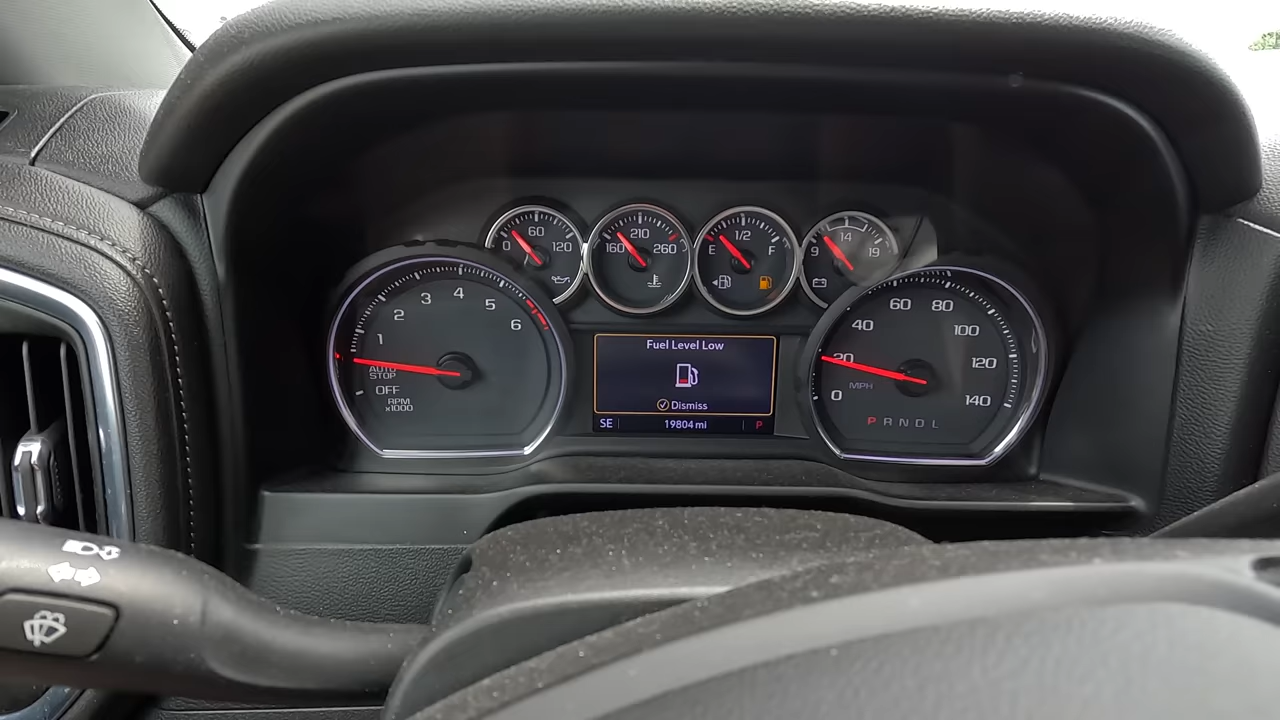 0 60 120
160 210 260
E 1/2 F
9 14 19
1 2 3 4 5 6
AUTO
STOP
OFF
RPM
x1000
Fuel Level Low
Dismiss
SE 19804 mi P
0 20 40 60 80 100 120 140
MPH
P R N D L